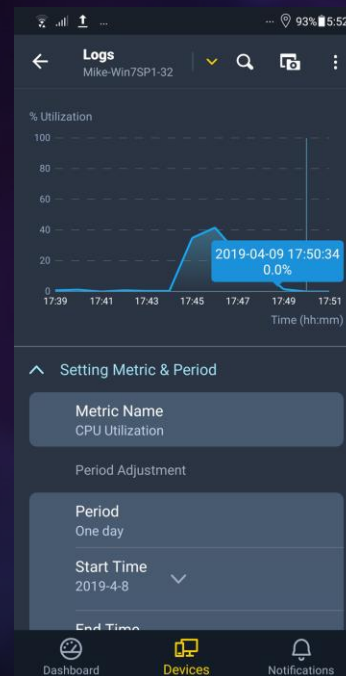 ... ... 93% 5:52
Logs
Mike-Win7SP1-32
% Utilization
100
80
60
40
20
0
2019-04-09 17:50:34
0.0%
17:39 17:41 17:43 17:45 17:47 17:49 17:51
Time (hh:mm)
Setting Metric & Period
Metric Name
CPU Utilization
Period Adjustment
Period
One day
Start Time
2019-4-8
End Time
Dashboard Devices Notifications